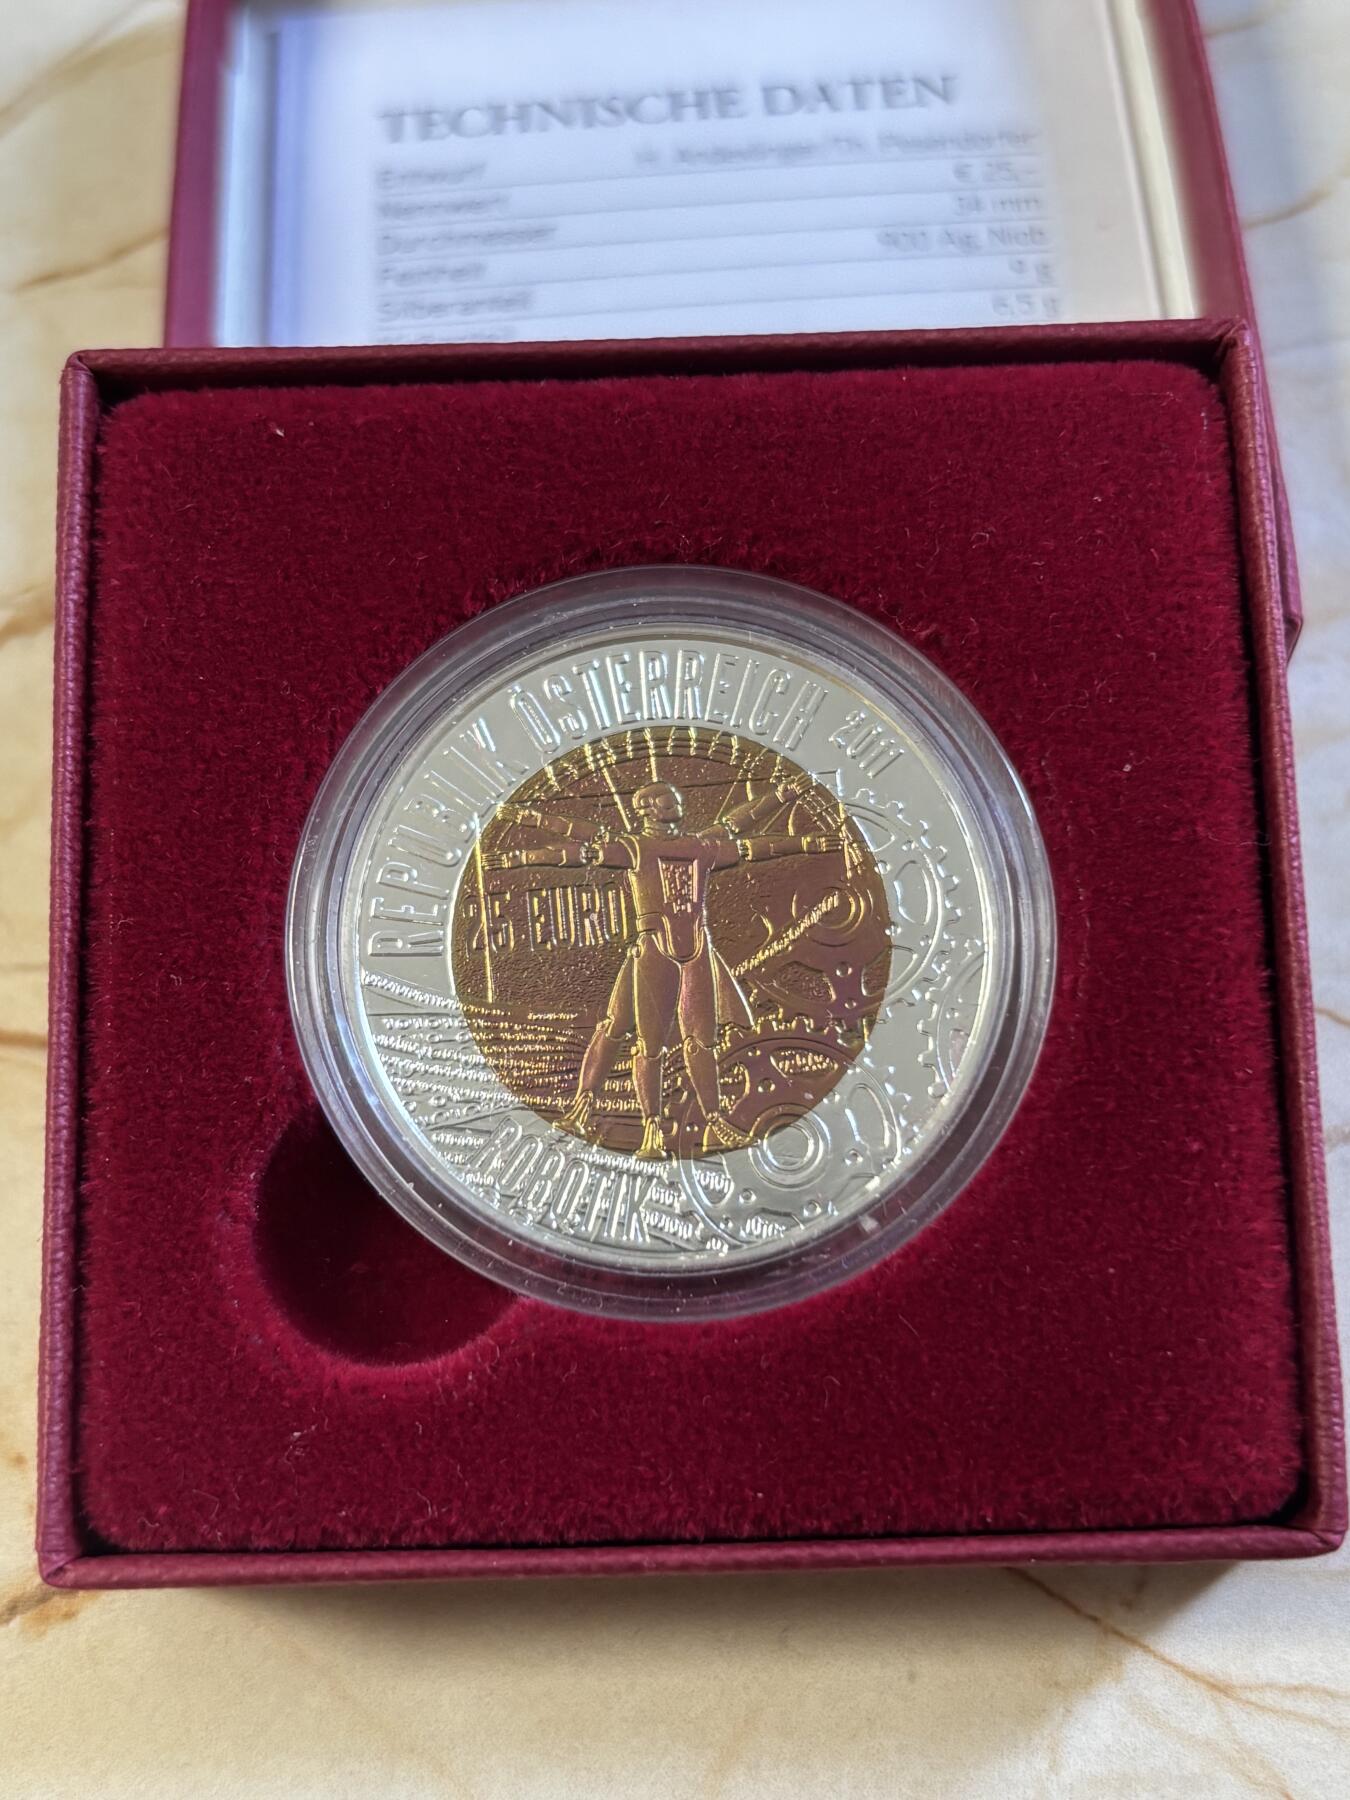 TECHNISCHE DATEN
Entwurf
Nennwert € 25,-
Durchmesser 34 mm
Feinheit 900 Ag, Niob
Silberanteil 9 g
6,5 g
REPUBLIK ÖSTERREICH 2011
25 EURO
ROBOTIK